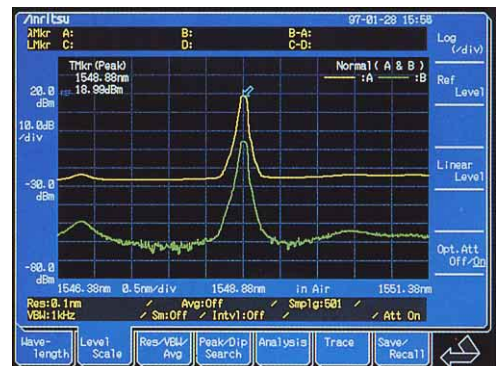 Anritsu 97-01-28 15:58
λMkr A: B: B-A:
LMkr C: D: C-D:
Log
(/div)
TMkr(Peak) Normal(A & B)
1548.88nm :A :B
18.99dBm
Ref
Level
20.0
dBm
REF
10.0dB
/div
Linear
Level
-30.0
dBm
Opt.Att
Off/On
-80.0
dBm
1546.38nm 0.5nm/div 1548.88nm in Air 1551.38nm
Res:0.1nm / Avg:Off / Smplg:501 /
VBW:1kHz / Sm:Off / Intvl:Off / / Att On
Wave-
length
Level
Scale
Res/VBW/
Avg
Peak/Dip
Search
Analysis
Trace
Save/
Recall